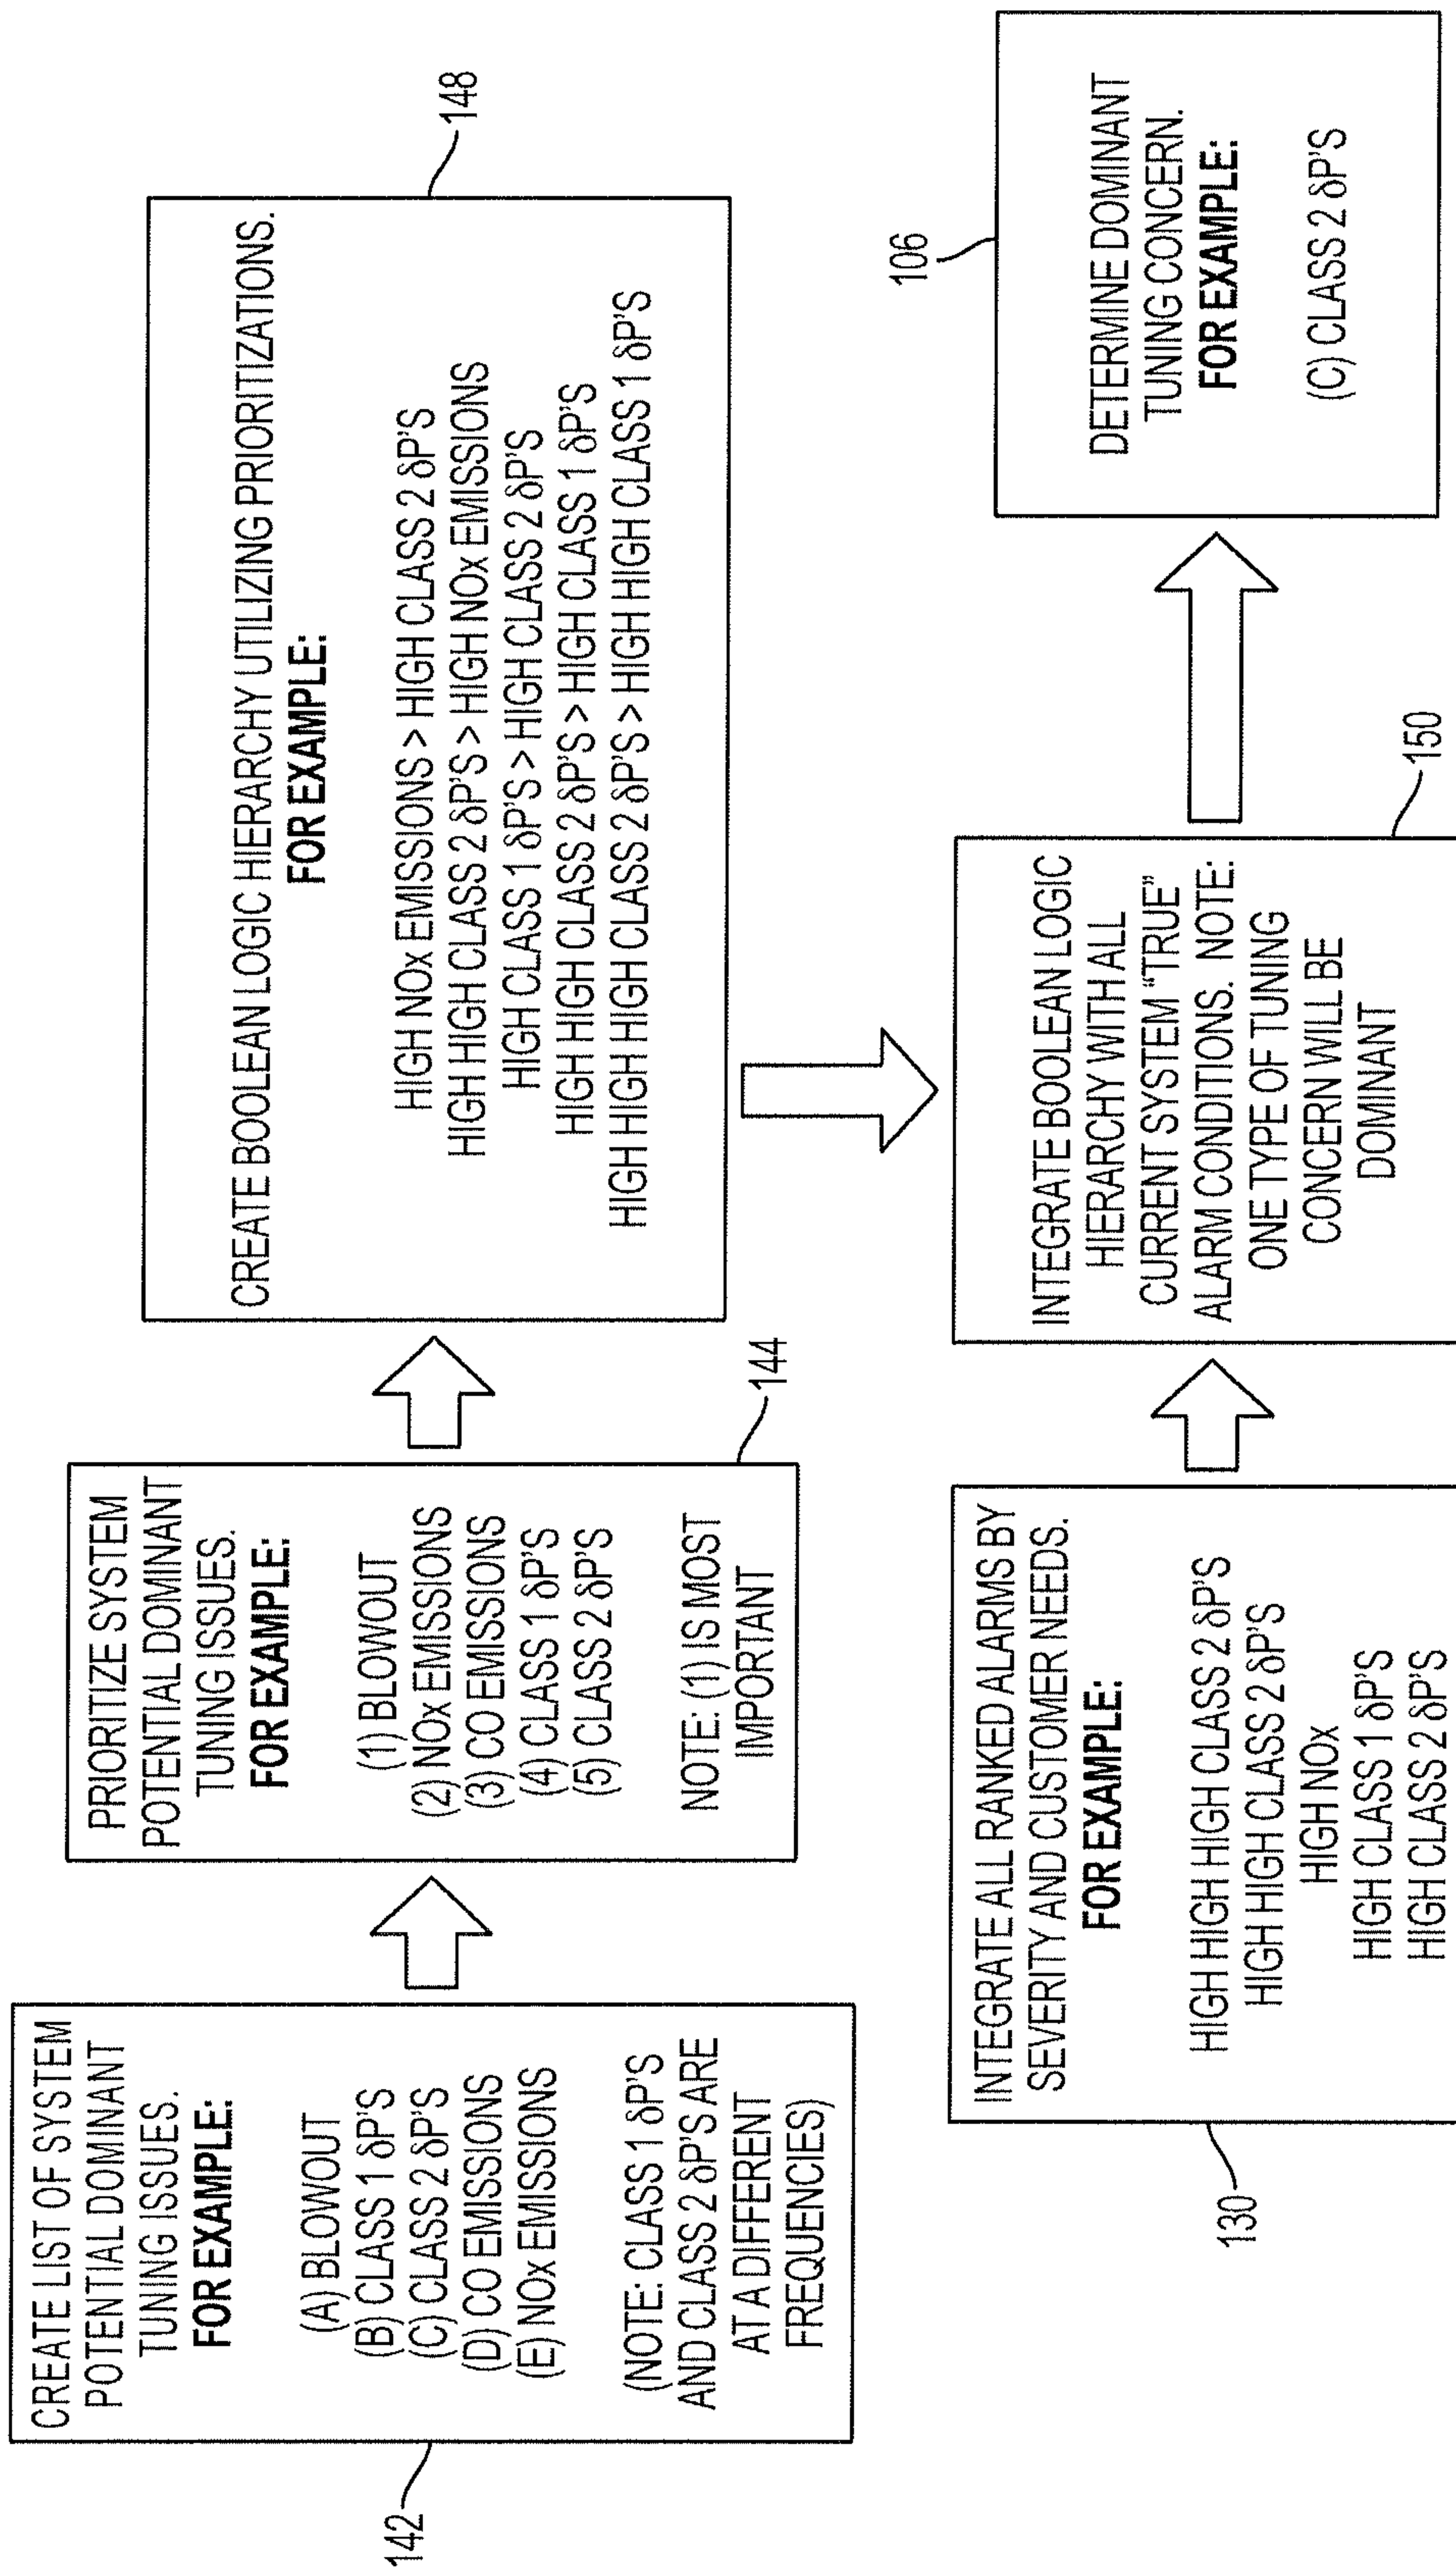 CREATE LIST OF SYSTEM
POTENTIAL DOMINANT
TUNING ISSUES.
FOR EXAMPLE:
(A) BLOWOUT
(B) CLASS 1 δP'S
(C) CLASS 2 δP'S
(D) CO EMISSIONS
(E) NOx EMISSIONS
(NOTE: CLASS 1 δP'S
AND CLASS 2 δP'S ARE
AT A DIFFERENT
FREQUENCIES)
142
PRIORITIZE SYSTEM
POTENTIAL DOMINANT
TUNING ISSUES.
FOR EXAMPLE:
(1) BLOWOUT
(2) NOx EMISSIONS
(3) CO EMISSIONS
(4) CLASS 1 δP'S
(5) CLASS 2 δP'S
NOTE: (1) IS MOST
IMPORTANT
144
CREATE BOOLEAN LOGIC HIERARCHY UTILIZING PRIORITIZATIONS.
FOR EXAMPLE:
HIGH NOx EMISSIONS > HIGH CLASS 2 δP'S
HIGH HIGH CLASS 2 δP'S > HIGH NOx EMISSIONS
HIGH CLASS 1 δP'S > HIGH CLASS 2 δP'S
HIGH HIGH CLASS 2 δP'S > HIGH CLASS 1 δP'S
HIGH HIGH HIGH CLASS 2 δP'S > HIGH HIGH CLASS 1 δP'S
148
INTEGRATE ALL RANKED ALARMS BY
SEVERITY AND CUSTOMER NEEDS.
FOR EXAMPLE:
HIGH HIGH HIGH CLASS 2 δP'S
HIGH HIGH CLASS 2 δP'S
HIGH NOx
HIGH CLASS 1 δP'S
HIGH CLASS 2 δP'S
130
INTEGRATE BOOLEAN LOGIC
HIERARCHY WITH ALL
CURRENT SYSTEM “TRUE”
ALARM CONDITIONS. NOTE:
ONE TYPE OF TUNING
CONCERN WILL BE
DOMINANT
150
DETERMINE DOMINANT
TUNING CONCERN.
FOR EXAMPLE:
(C) CLASS 2 δP'S
106